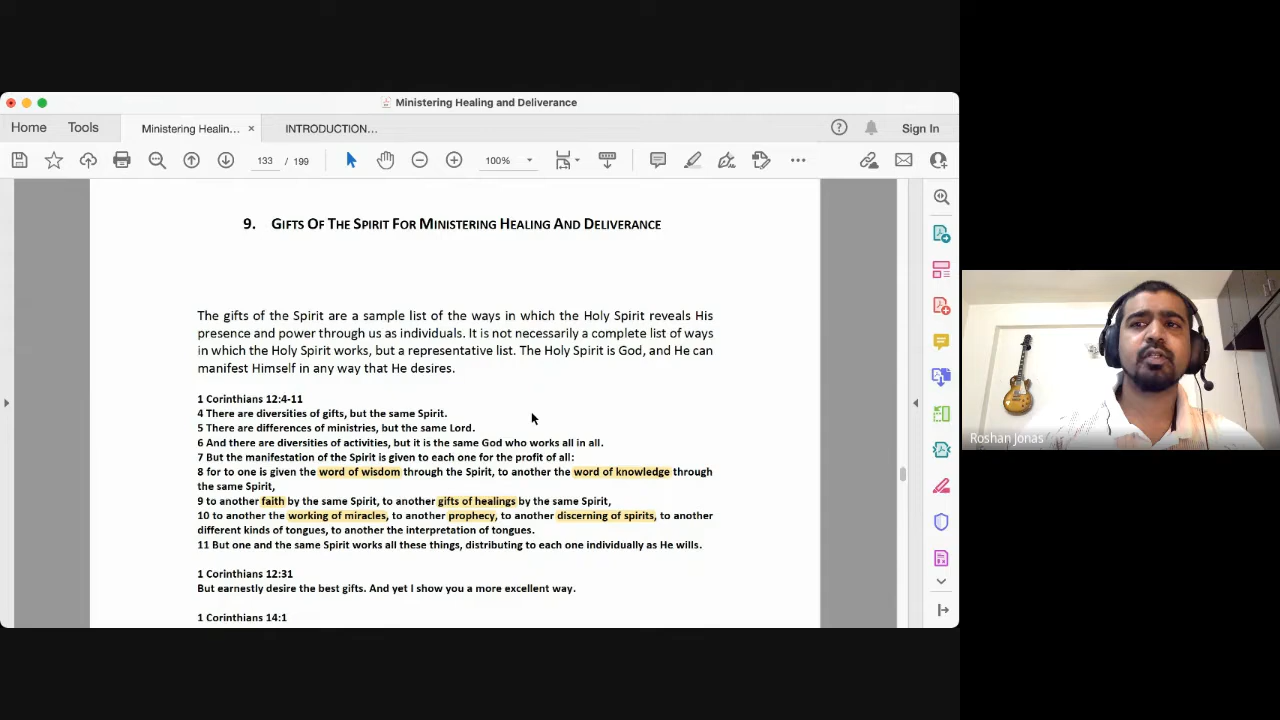 Ministering Healing and Deliverance
Home Tools Ministering Healin... × INTRODUCTION... Sign In
133 / 199 100%
9. GIFTS OF THE SPIRIT FOR MINISTERING HEALING AND DELIVERANCE
The gifts of the Spirit are a sample list of the ways in which the Holy Spirit reveals His
presence and power through us as individuals. It is not necessarily a complete list of ways
in which the Holy Spirit works, but a representative list. The Holy Spirit is God, and He can
manifest Himself in any way that He desires.
1 Corinthians 12:4-11
4 There are diversities of gifts, but the same Spirit.
5 There are differences of ministries, but the same Lord.
6 And there are diversities of activities, but it is the same God who works all in all.
7 But the manifestation of the Spirit is given to each one for the profit of all:
8 for to one is given the word of wisdom through the Spirit, to another the word of knowledge through
the same Spirit,
9 to another faith by the same Spirit, to another gifts of healings by the same Spirit,
10 to another the working of miracles, to another prophecy, to another discerning of spirits, to another
different kinds of tongues, to another the interpretation of tongues.
11 But one and the same Spirit works all these things, distributing to each one individually as He wills.
1 Corinthians 12:31
But earnestly desire the best gifts. And yet I show you a more excellent way.
1 Corinthians 14:1
Roshan Jonas